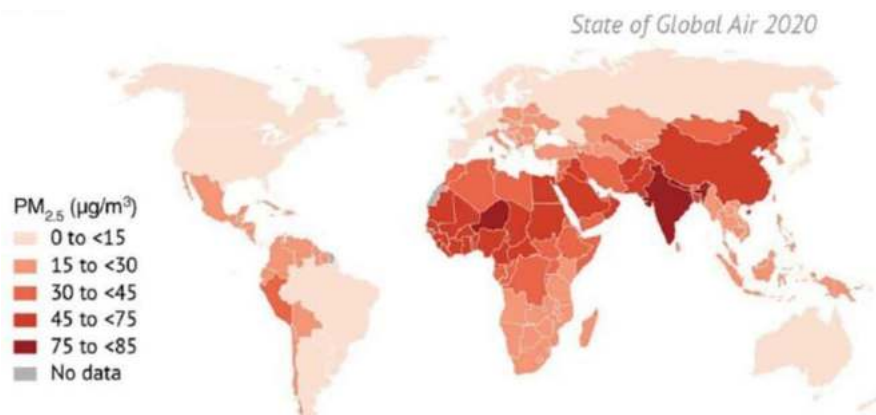 State of Global Air 2020
PM2.5 (µg/m³)
0 to <15
15 to <30
30 to <45
45 to <75
75 to <85
No data